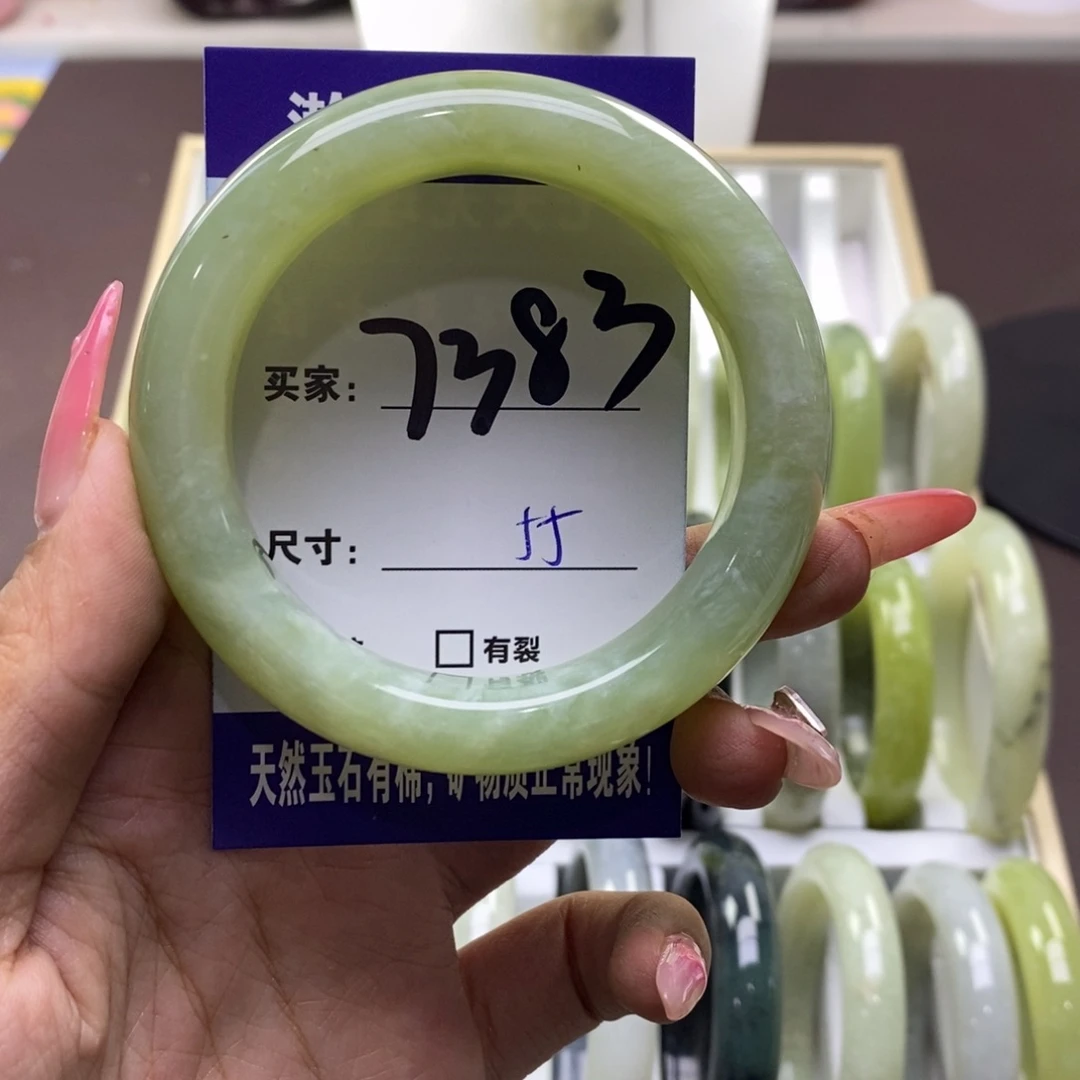 买家: 7383
尺寸: 55
有裂
天然玉石有棉,矿物质正常现象!